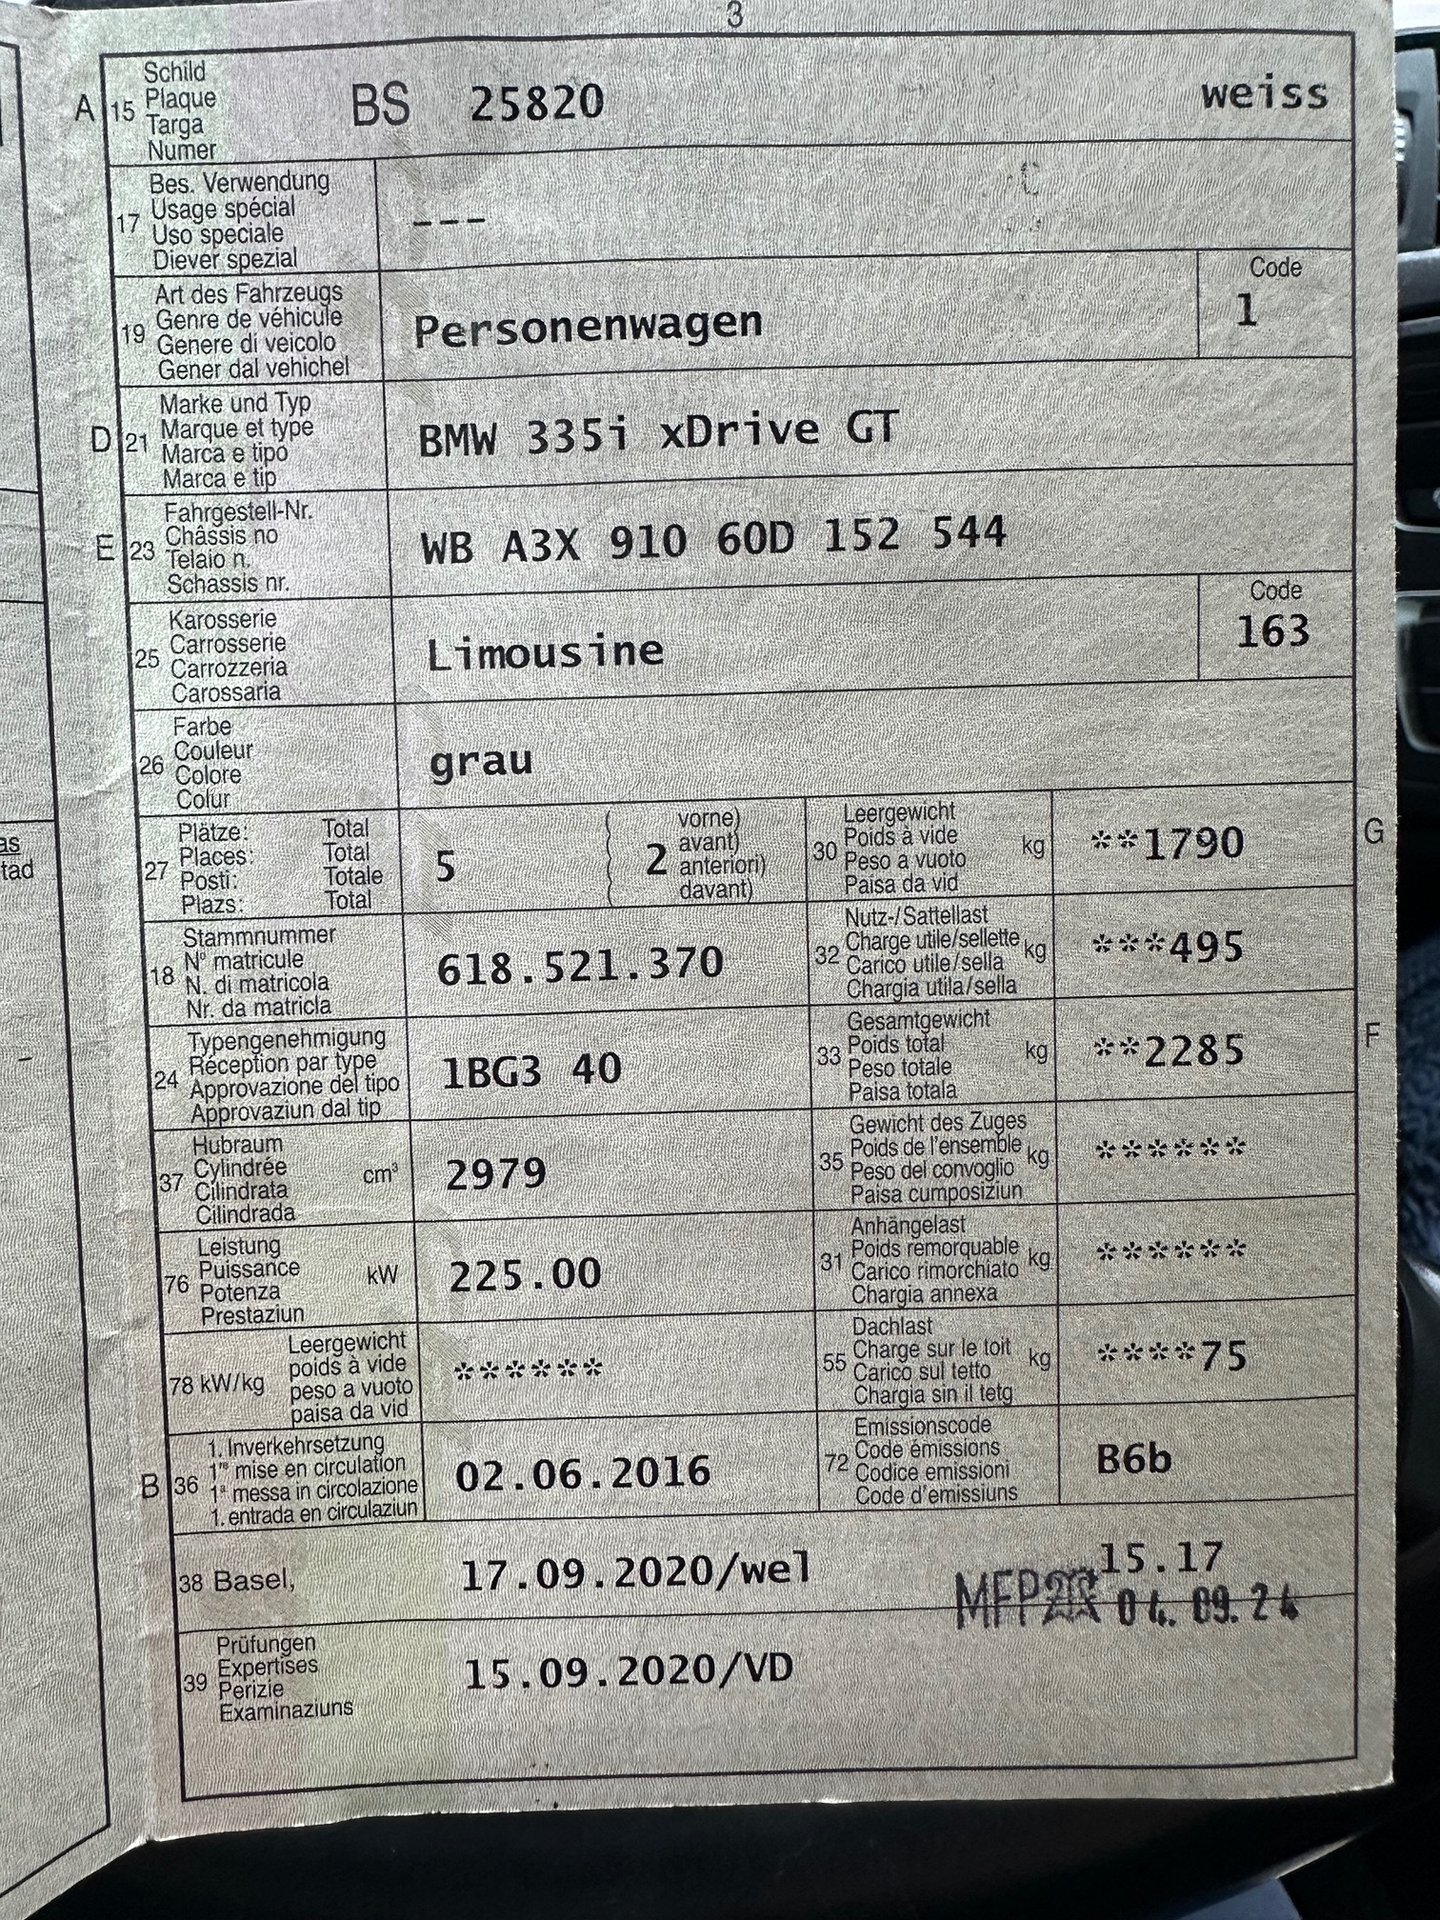 3
A 15 Schild
Plaque
Targa
Numer
BS 25820 weiss
17 Bes. Verwendung
Usage spécial
Uso speciale
Diever spezial
---
19 Art des Fahrzeugs
Genre de véhicule
Genere di veicolo
Gener dal vehichel
Personenwagen
Code
1
D 21 Marke und Typ
Marque et type
Marca e tipo
Marca e tip
BMW 335i xDrive GT
E 23 Fahrgestell-Nr.
Châssis no
Telaio n.
Schassis nr.
WB A3X 910 60D 152 544
25 Karosserie
Carrosserie
Carrozzeria
Carossaria
Limousine
Code
163
26 Farbe
Couleur
Colore
Colur
grau
27 Plätze: Total
Places: Total
Posti: Totale
Plazs: Total
5
2 vorne)
avant)
anteriori)
davant)
30 Leergewicht
Poids à vide
Peso a vuoto
Paisa da vid
kg **1790 G
18 Stammnummer
N° matricule
N. di matricola
Nr. da matricla
618.521.370
32 Nutz-/Sattellast
Charge utile/sellette
Carico utile/sella
Chargia utila/sella
kg ***495
24 Typengenehmigung
Réception par type
Approvazione del tipo
Approvaziun dal tip
1BG3 40
33 Gesamtgewicht
Poids total
Peso totale
Paisa totala
kg **2285 F
37 Hubraum
Cylindrée
Cilindrata
Cilindrada
cm³ 2979
35 Gewicht des Zuges
Poids de l'ensemble
Peso del convoglio
Paisa cumposiziun
kg ******
76 Leistung
Puissance
Potenza
Prestaziun
kW 225.00
31 Anhängelast
Poids remorquable
Carico rimorchiato
Chargia annexa
kg ******
78 kW/kg Leergewicht
poids à vide
peso a vuoto
paisa da vid
******
55 Dachlast
Charge sur le toit
Carico sul tetto
Chargia sin il tetg
kg ****75
B 36 1. Inverkehrsetzung
1re mise en circulation
1a messa in circolazione
1. entrada en circulaziun
02.06.2016
72 Emissionscode
Code émissions
Codice emissioni
Code d'emissiuns
B6b
38 Basel,
17.09.2020/wel 15.17
04.09.24
39 Prüfungen
Expertises
Perizie
Examinaziuns
15.09.2020/VD
as
tad